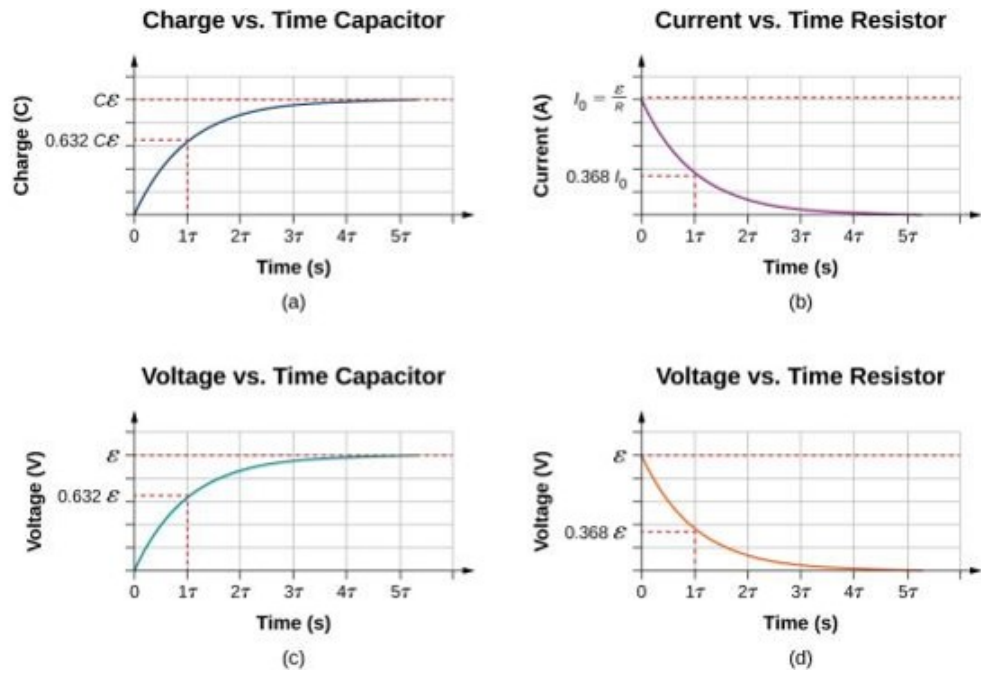 Charge vs. Time Capacitor
Charge (C)
Cε
0.632 Cε
0 1τ 2τ 3τ 4τ 5τ
Time (s)
(a)
Current vs. Time Resistor
Current (A)
I₀ = ε/R
0.368 I₀
0 1τ 2τ 3τ 4τ 5τ
Time (s)
(b)
Voltage vs. Time Capacitor
Voltage (V)
ε
0.632 ε
0 1τ 2τ 3τ 4τ 5τ
Time (s)
(c)
Voltage vs. Time Resistor
Voltage (V)
ε
0.368 ε
0 1τ 2τ 3τ 4τ 5τ
Time (s)
(d)